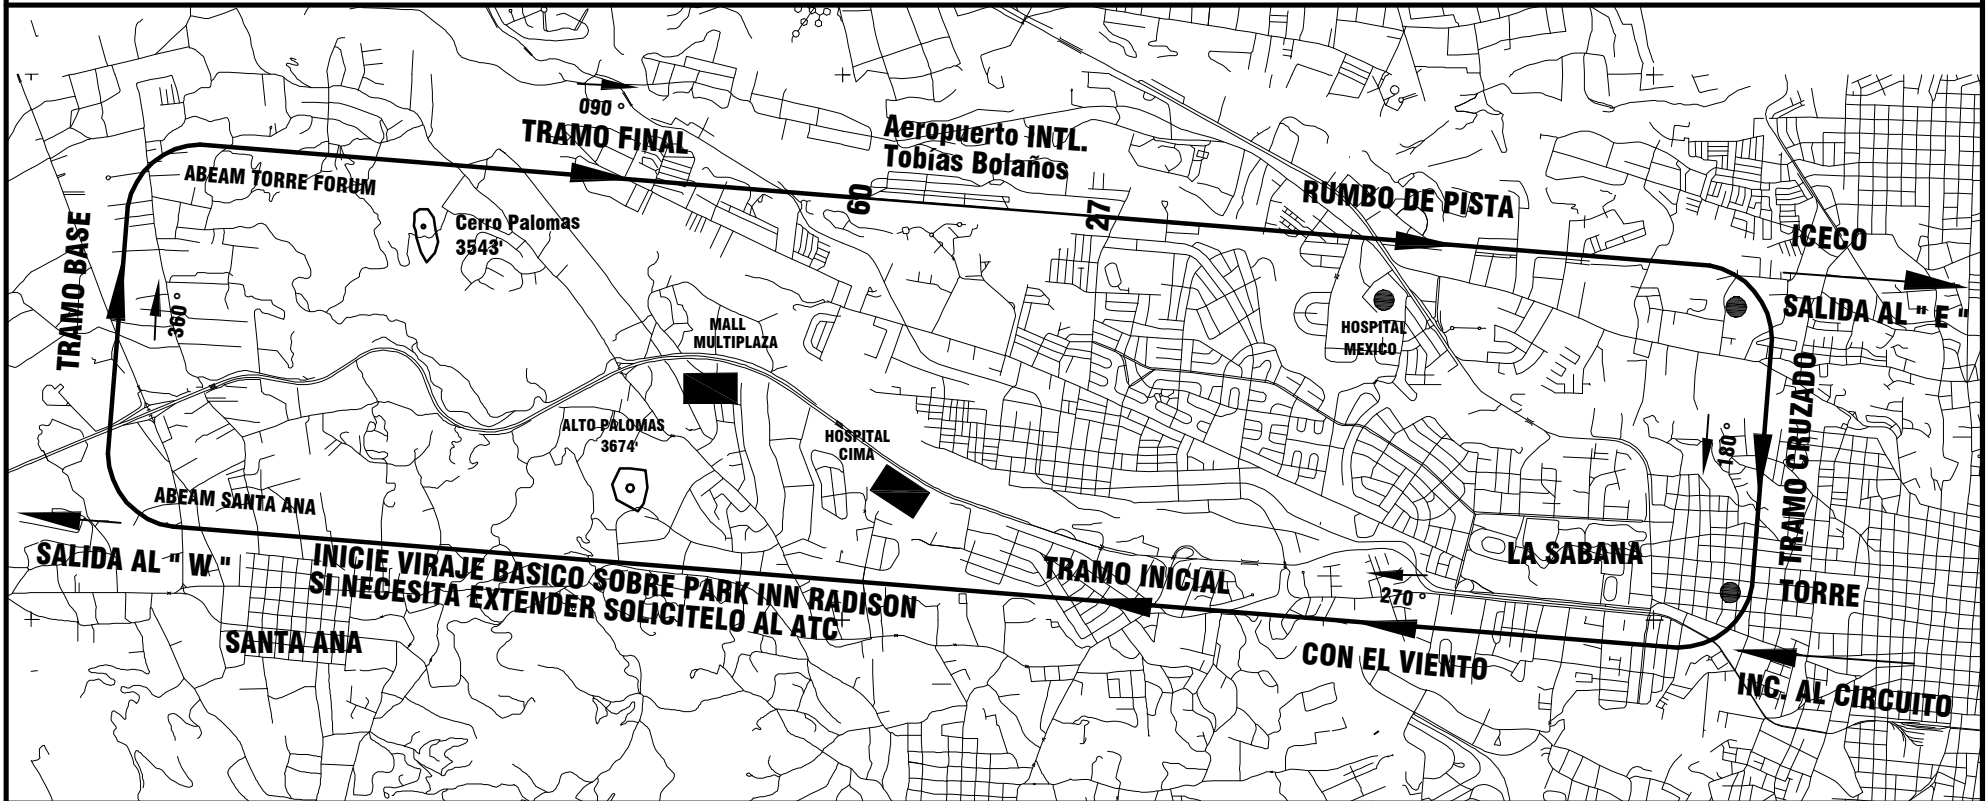 090 °
TRAMO FINAL
Aeropuerto INTL.
Tobías Bolaños
ABEAM TORRE FORUM
09
27
RUMBO DE PISTA
Cerro Palomas
3543'
ICECO
TRAMO BASE
360 °
SALIDA AL " E "
MALL
MULTIPLAZA
HOSPITAL
MEXICO
ALTO PALOMAS
3674'
HOSPITAL
CIMA
180 °
TRAMO CRUZADO
ABEAM SANTA ANA
SALIDA AL " W "
INICIE VIRAJE BASICO SOBRE PARK INN RADISON
SI NECESITA EXTENDER SOLICITELO AL ATC
TRAMO INICIAL
LA SABANA
270 °
TORRE
SANTA ANA
CON EL VIENTO
INC. AL CIRCUITO